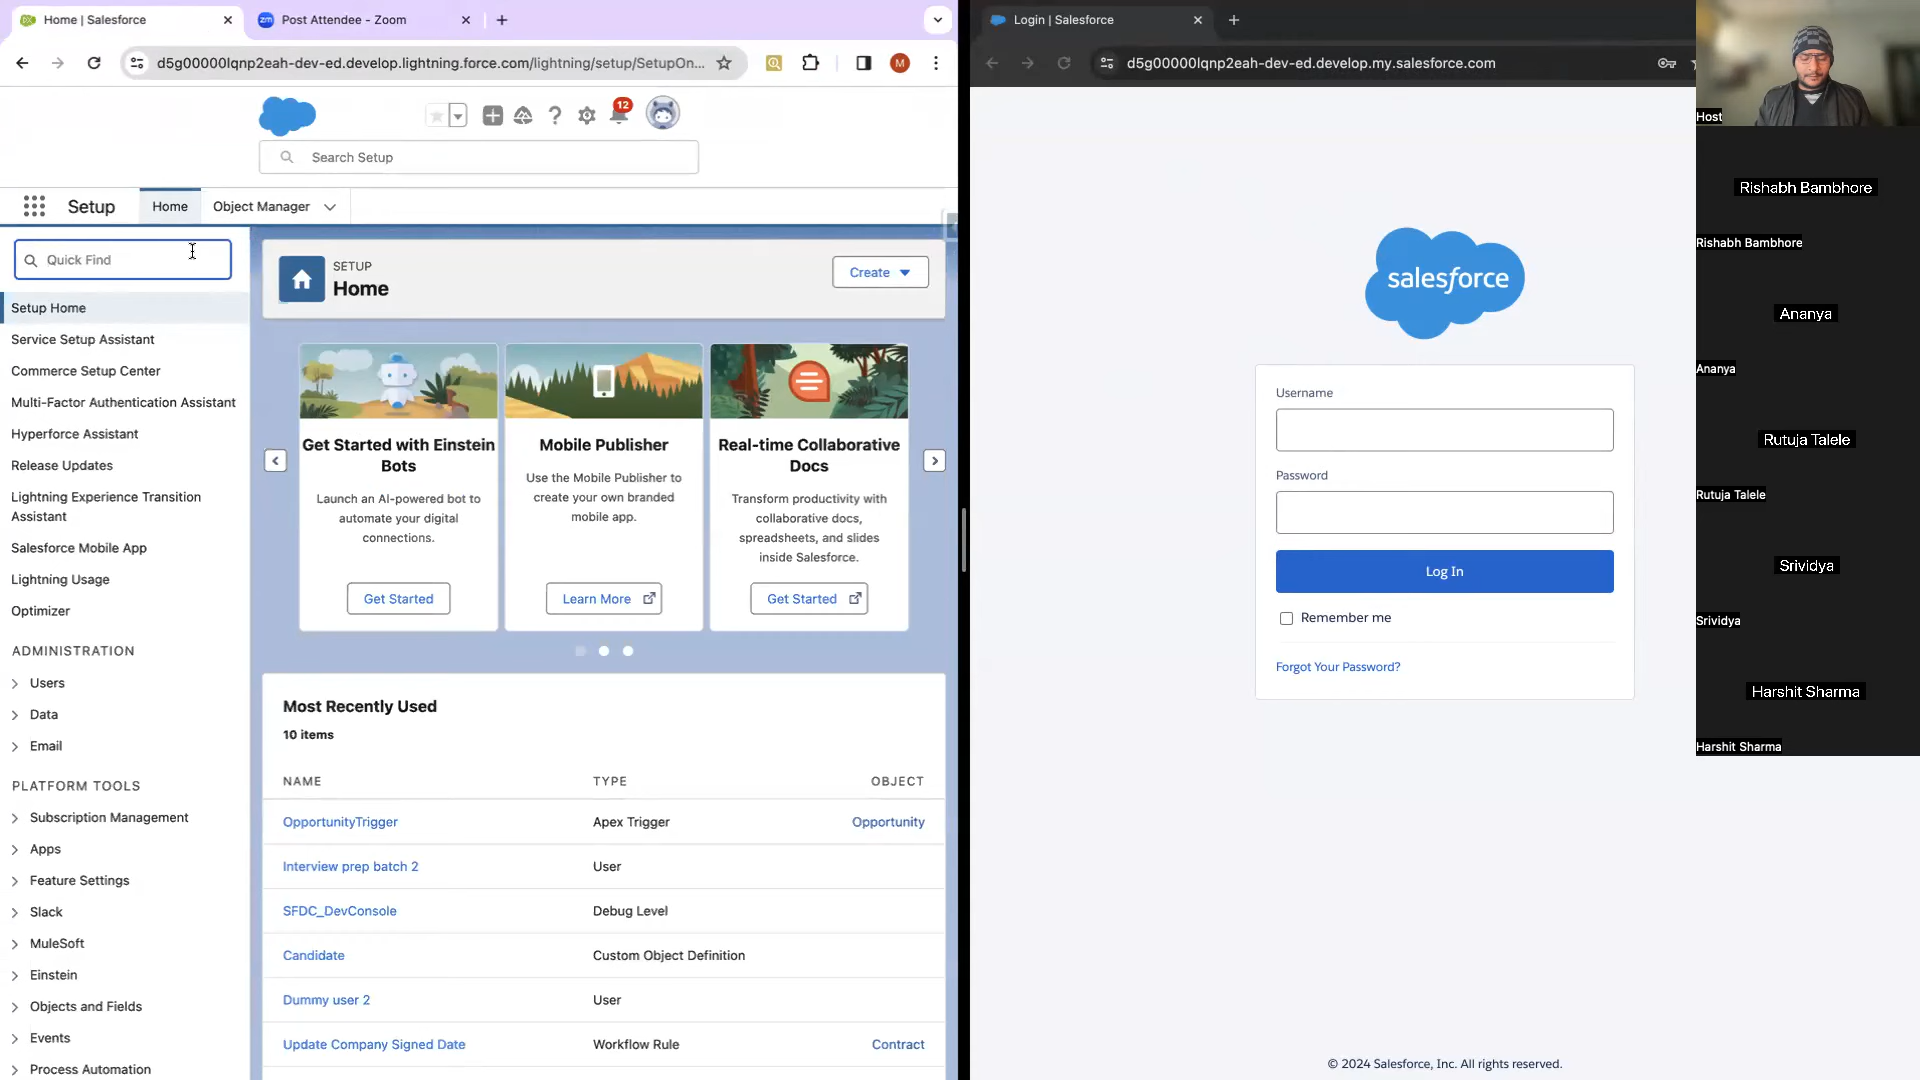 Home | Salesforce
zm Post Attendee - Zoom
d5g00000lqnp2eah-dev-ed.develop.lightning.force.com/lightning/setup/SetupOn...
M
12
Search Setup
Setup
Home
Object Manager
Quick Find
Setup Home
Service Setup Assistant
Commerce Setup Center
Multi-Factor Authentication Assistant
Hyperforce Assistant
Release Updates
Lightning Experience Transition
Assistant
Salesforce Mobile App
Lightning Usage
Optimizer
ADMINISTRATION
Users
Data
Email
PLATFORM TOOLS
Subscription Management
Apps
Feature Settings
Slack
MuleSoft
Einstein
Objects and Fields
Events
Process Automation
SETUP
Home
Create
Get Started with Einstein
Bots
Launch an AI-powered bot to
automate your digital
connections.
Get Started
Mobile Publisher
Use the Mobile Publisher to
create your own branded
mobile app.
Learn More
Real-time Collaborative
Docs
Transform productivity with
collaborative docs,
spreadsheets, and slides
inside Salesforce.
Get Started
Most Recently Used
10 items
NAME TYPE OBJECT
OpportunityTrigger Apex Trigger Opportunity
Interview prep batch 2 User
SFDC_DevConsole Debug Level
Candidate Custom Object Definition
Dummy user 2 User
Update Company Signed Date Workflow Rule Contract
Login | Salesforce
d5g00000lqnp2eah-dev-ed.develop.my.salesforce.com
salesforce
Username
Password
Log In
Remember me
Forgot Your Password?
© 2024 Salesforce, Inc. All rights reserved.
Host
Rishabh Bambhore
Rishabh Bambhore
Ananya
Ananya
Rutuja Talele
Rutuja Talele
Srividya
Srividya
Harshit Sharma
Harshit Sharma